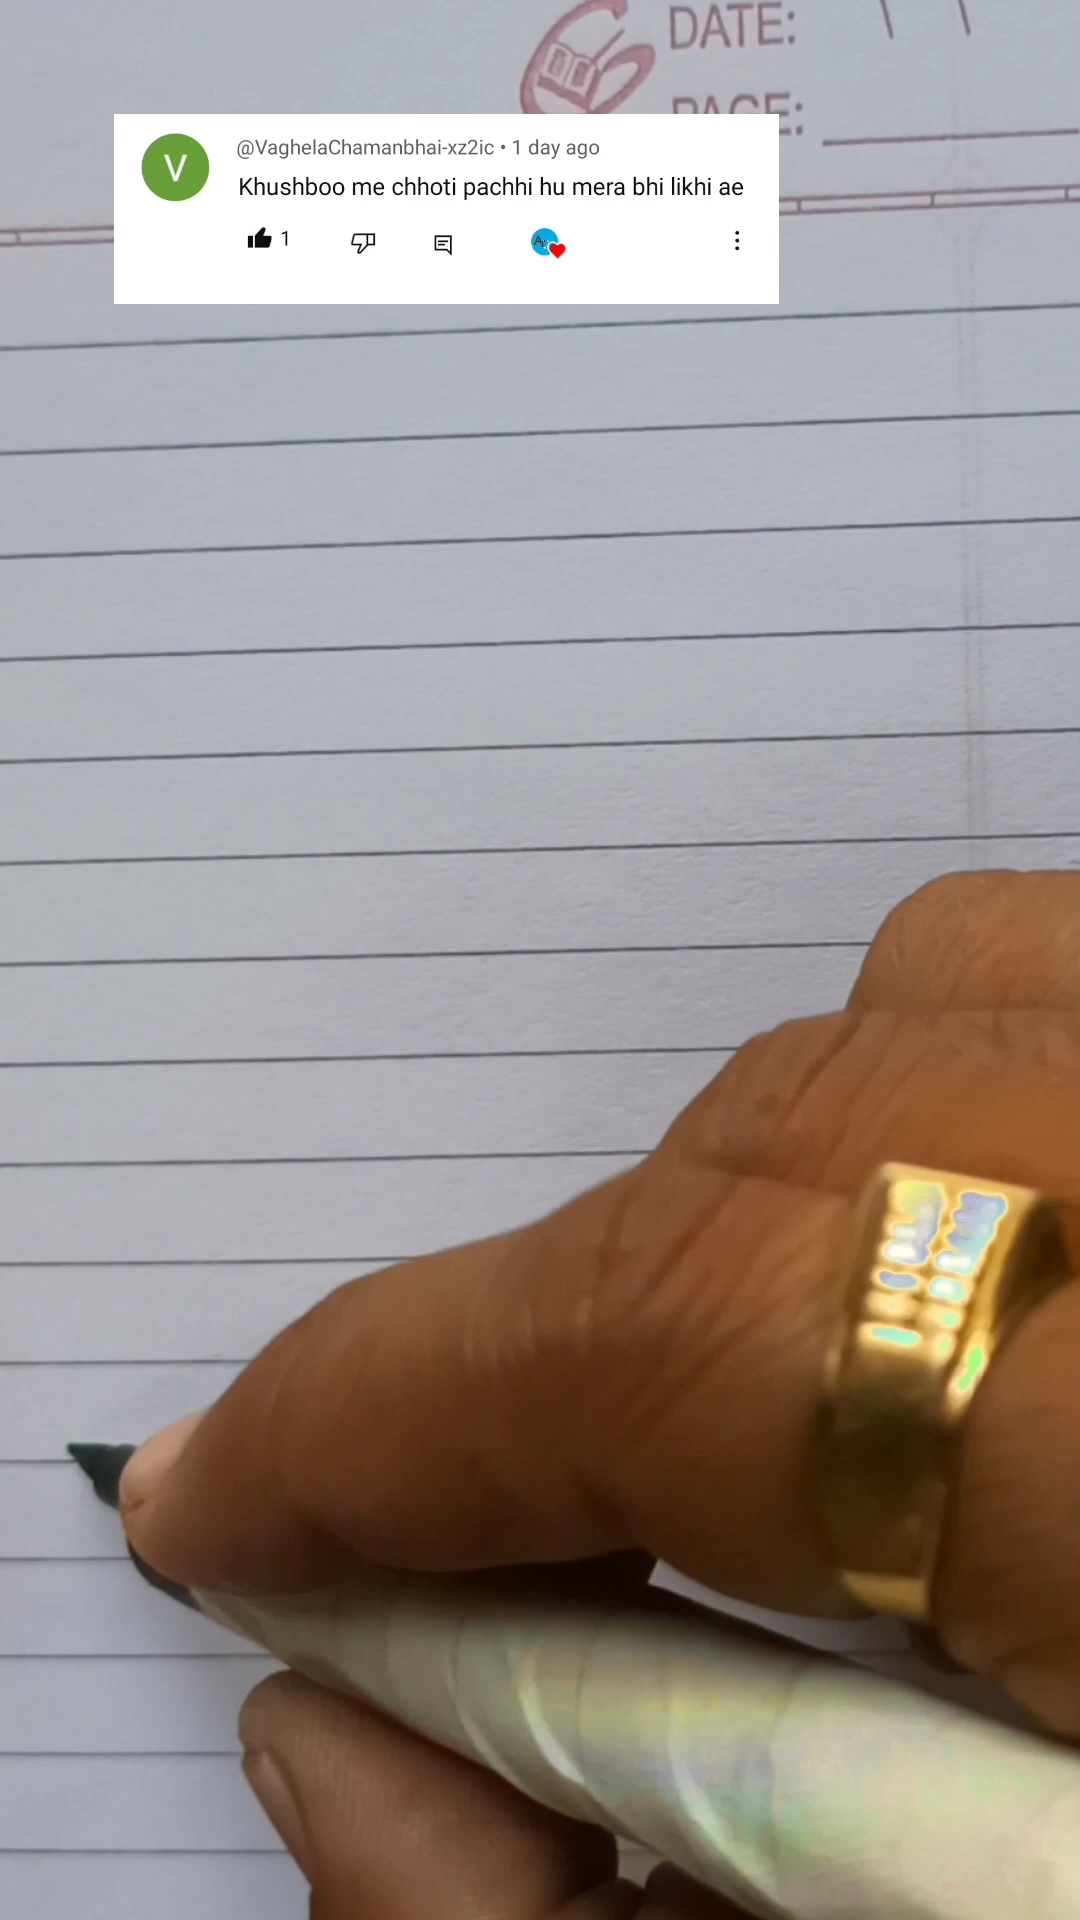 DATE:
PAGE:
V
@VaghelaChamanbhai-xz2ic • 1 day ago
Khushboo me chhoti pachhi hu mera bhi likhi ae
1